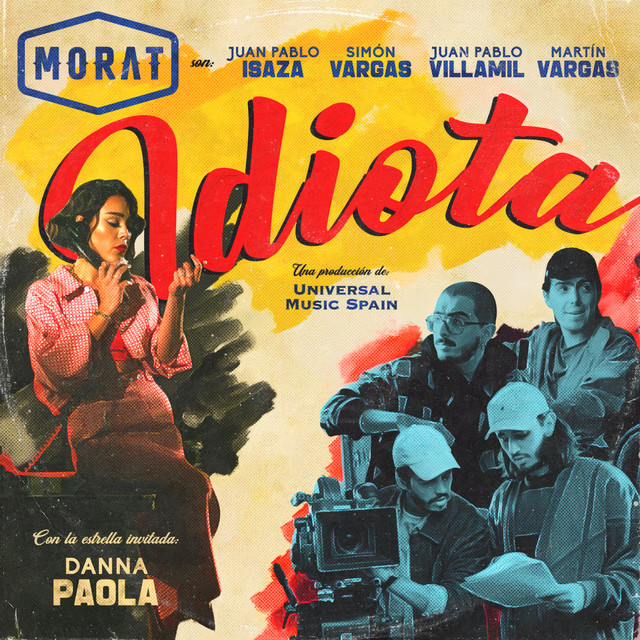 MORAT
son:
JUAN PABLO ISAZA
SIMÓN VARGAS
JUAN PABLO VILLAMIL
MARTÍN VARGAS
Idiota
Una producción de:
UNIVERSAL
MUSIC SPAIN
Con la estrella invitada:
DANNA
PAOLA